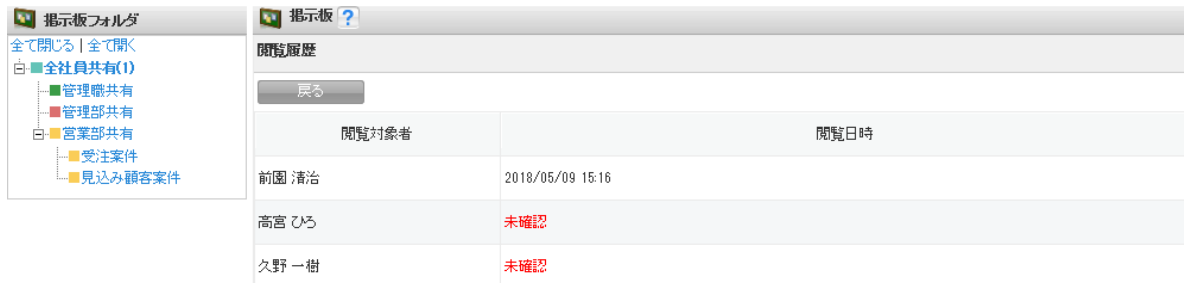 掲示板フォルダ
全て閉じる | 全て開く
全社員共有(1)
管理職共有
管理部共有
営業部共有
受注案件
見込み顧客案件
掲示板 ?
閲覧履歴
戻る
閲覧対象者 閲覧日時
前園 清治 2018/05/09 15:16
高宮 ひろ 未確認
久野 一樹 未確認